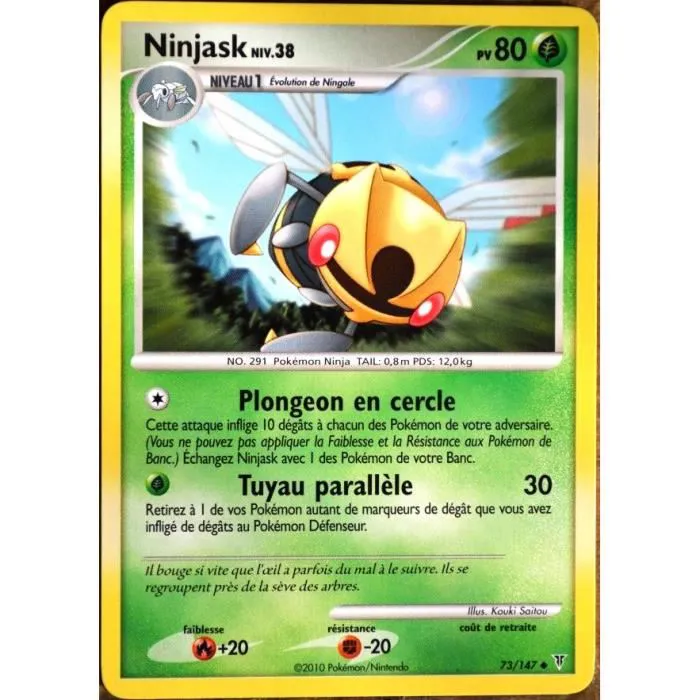 Ninjask NIV.38
PV 80
NIVEAU 1 Évolution de Ningale
NO. 291 Pokémon Ninja TAIL: 0,8m PDS: 12,0kg
Plongeon en cercle
Cette attaque inflige 10 dégâts à chacun des Pokémon de votre adversaire.
(Vous ne pouvez pas appliquer la Faiblesse et la Résistance aux Pokémon de
Banc.) Échangez Ninjask avec 1 des Pokémon de votre Banc.
Tuyau parallèle 30
Retirez à 1 de vos Pokémon autant de marqueurs de dégât que vous avez
infligé de dégâts au Pokémon Défenseur.
Il bouge si vite que l'œil a parfois du mal à le suivre. Ils se
regroupent près de la sève des arbres.
Illus. Kouki Saitou
faiblesse résistance coût de retraite
+20 -20
©2010 Pokémon/Nintendo 73/147